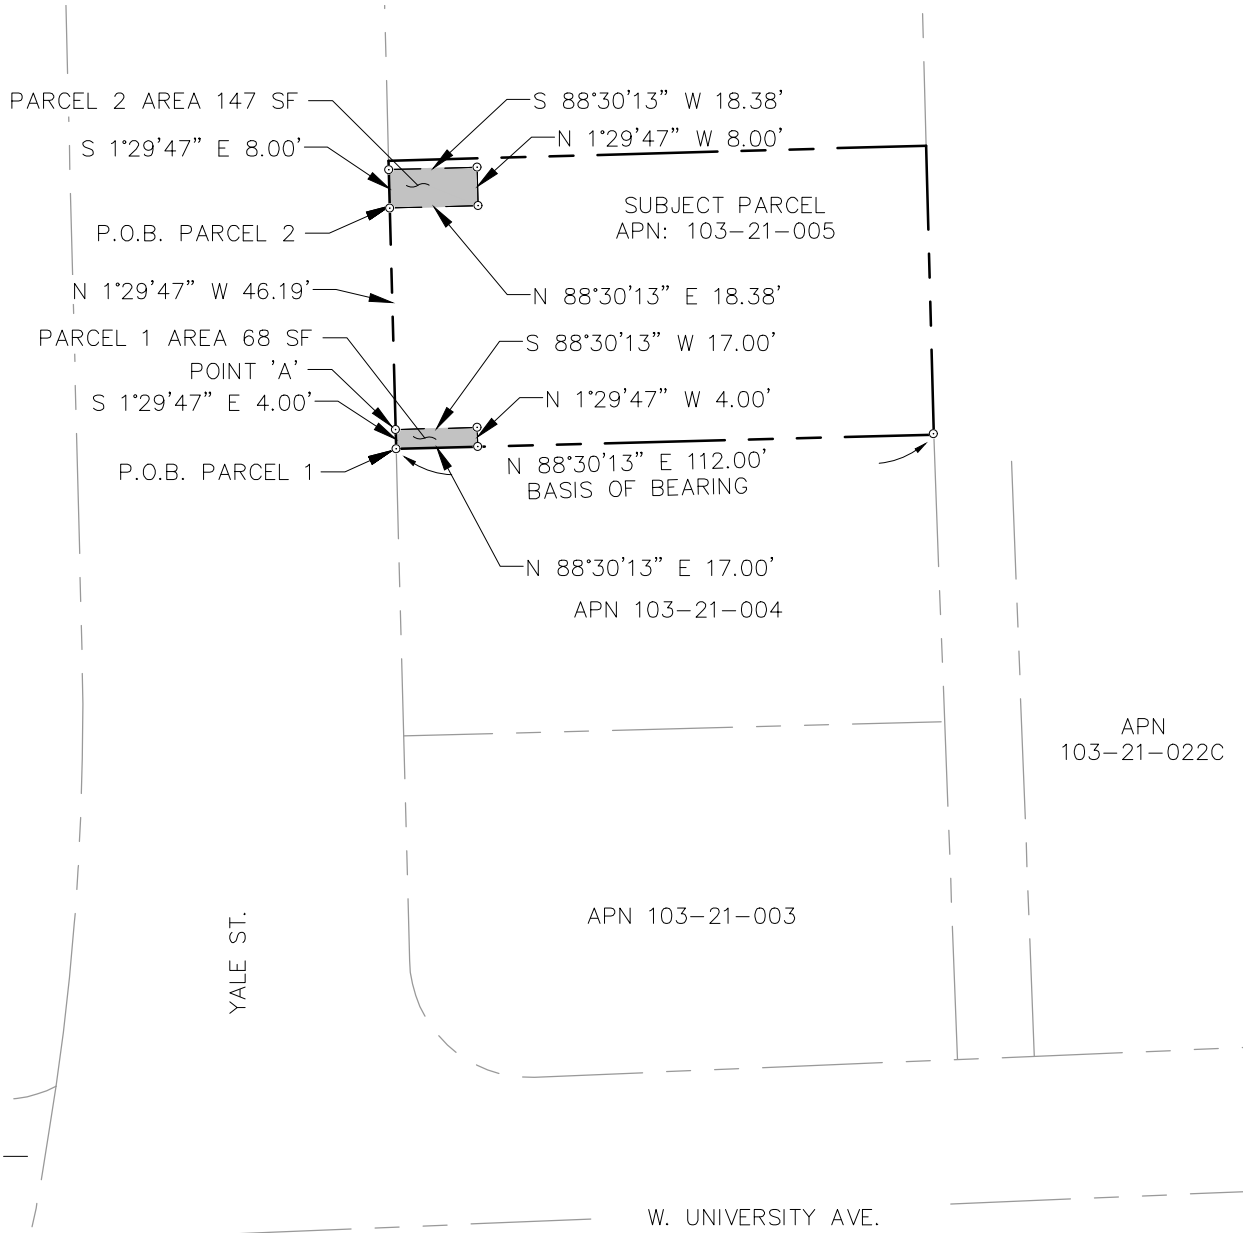 PARCEL 2 AREA 147 SF
S 88°30'13" W 18.38'
S 1°29'47" E 8.00'
N 1°29'47" W 8.00'
SUBJECT PARCEL
APN: 103-21-005
P.O.B. PARCEL 2
N 1°29'47" W 46.19'
N 88°30'13" E 18.38'
PARCEL 1 AREA 68 SF
S 88°30'13" W 17.00'
POINT 'A'
S 1°29'47" E 4.00'
N 1°29'47" W 4.00'
P.O.B. PARCEL 1
N 88°30'13" E 112.00'
BASIS OF BEARING
N 88°30'13" E 17.00'
APN 103-21-004
APN
103-21-022C
APN 103-21-003
YALE ST.
W. UNIVERSITY AVE.